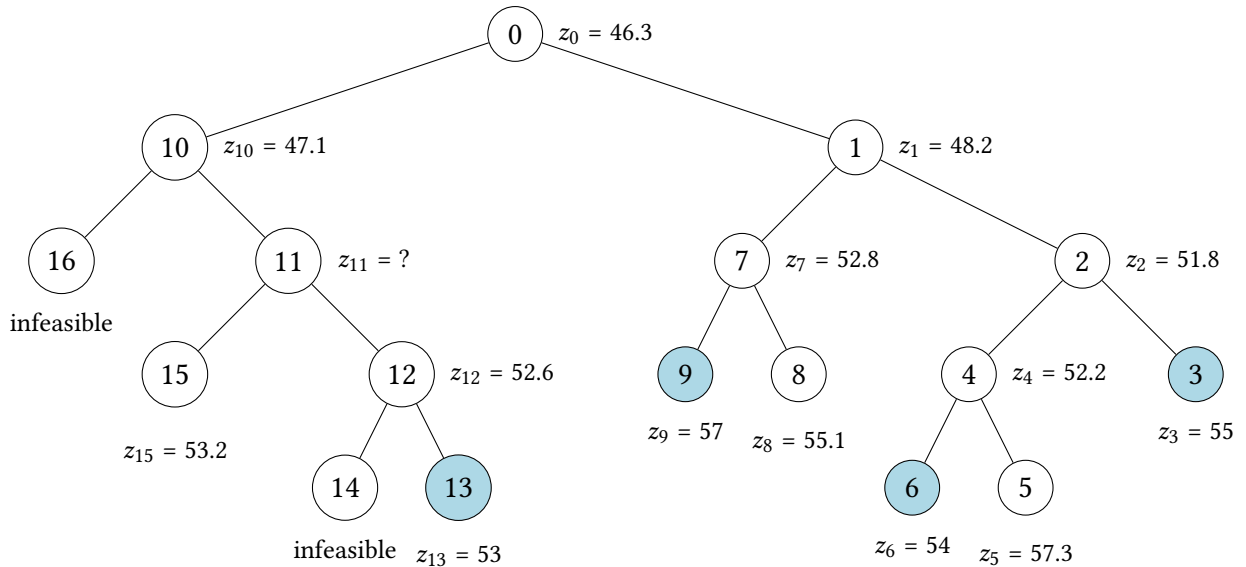 0
z₀ = 46.3
10
z₁₀ = 47.1
1
z₁ = 48.2
16
infeasible
11
z₁₁ = ?
7
z₇ = 52.8
2
z₂ = 51.8
15
z₁₅ = 53.2
12
z₁₂ = 52.6
9
z₉ = 57
8
z₈ = 55.1
4
z₄ = 52.2
3
z₃ = 55
14
infeasible
13
z₁₃ = 53
6
z₆ = 54
5
z₅ = 57.3